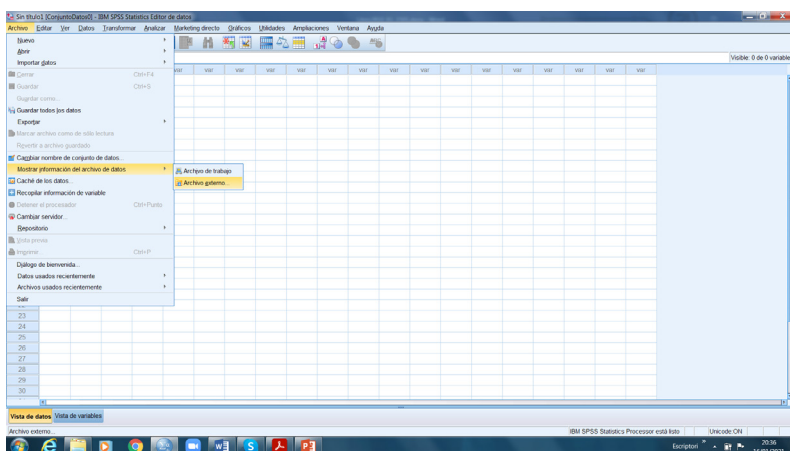 Sin título1 [ConjuntoDatos0] - IBM SPSS Statistics Editor de datos
Archivo Editar Ver Datos Transformar Analizar Marketing directo Gráficos Utilidades Ampliaciones Ventana Ayuda
Visible: 0 de 0 variable
Nuevo
Abrir
Importar datos
Cerrar Ctrl+F4
Guardar Ctrl+S
Guardar como...
Guardar todos los datos
Exportar
Marcar archivo como de sólo lectura
Revertir a archivo guardado
Cambiar nombre de conjunto de datos...
Mostrar información del archivo de datos
Caché de los datos...
Recopilar información de variable
Detener el procesador Ctrl+Punto
Cambiar servidor...
Repositorio
Vista previa
Imprimir Ctrl+P
Diálogo de bienvenida...
Datos usados recientemente
Archivos usados recientemente
Salir
Archivo de trabajo
Archivo externo...
var var var var var var var var var var var var var var var
23
24
25
26
27
28
29
30
Vista de datos Vista de variables
Archivo externo... IBM SPSS Statistics Processor está listo Unicode:ON
Escriptori 20:36